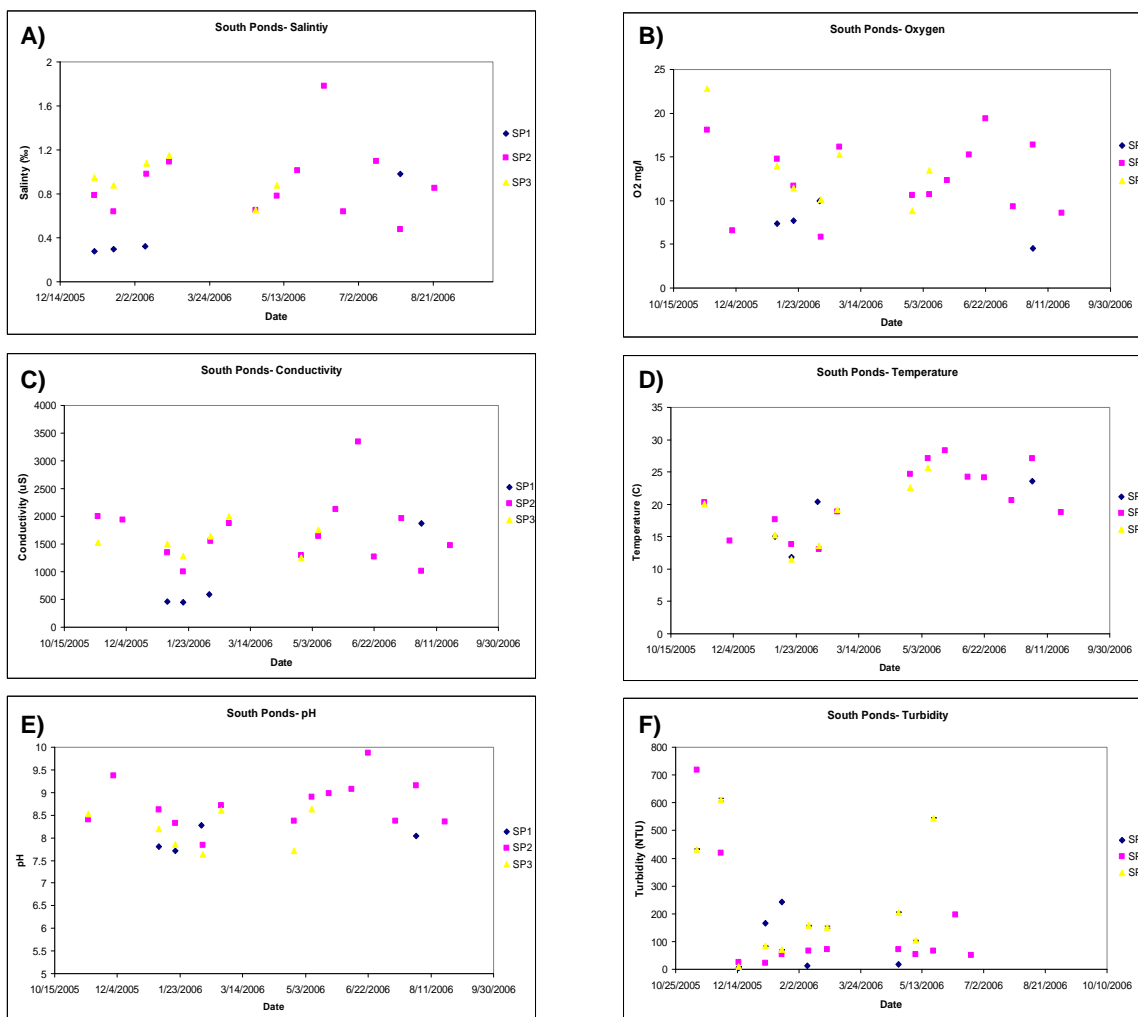 A)
South Ponds- Salintiy
2
1.6
1.2
0.8
0.4
0
Salinty (‰)
12/14/2005 2/2/2006 3/24/2006 5/13/2006 7/2/2006 8/21/2006
Date
SP1
SP2
SP3
B)
South Ponds- Oxygen
25
20
15
10
5
0
O2 mg/l
10/15/2005 12/4/2005 1/23/2006 3/14/2006 5/3/2006 6/22/2006 8/11/2006 9/30/2006
Date
SP
SP
SP
C)
South Ponds- Conductivity
4000
3500
3000
2500
2000
1500
1000
500
0
Conductivity (uS)
10/15/2005 12/4/2005 1/23/2006 3/14/2006 5/3/2006 6/22/2006 8/11/2006 9/30/2006
Date
SP1
SP2
SP3
D)
South Ponds- Temperature
35
30
25
20
15
10
5
0
Temperature (C)
10/15/2005 12/4/2005 1/23/2006 3/14/2006 5/3/2006 6/22/2006 8/11/2006 9/30/2006
Date
SP
SP
SP
E)
South Ponds- pH
10
9.5
9
8.5
8
7.5
7
6.5
6
5.5
5
pH
10/15/2005 12/4/2005 1/23/2006 3/14/2006 5/3/2006 6/22/2006 8/11/2006 9/30/2006
Date
SP1
SP2
SP3
F)
South Ponds- Turbidity
800
700
600
500
400
300
200
100
0
Turbidity (NTU)
10/25/2005 12/14/2005 2/2/2006 3/24/2006 5/13/2006 7/2/2006 8/21/2006 10/10/2006
Date
SP
SP
SP